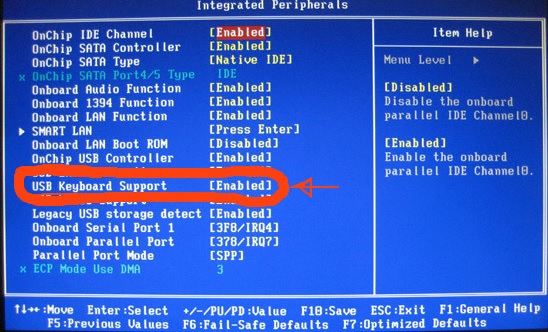 Integrated Peripherals
OnChip IDE Channel [Enabled]
OnChip SATA Controller [Enabled]
OnChip SATA Type [Native IDE]
x OnChip SATA Port4/5 Type IDE
Onboard Audio Function [Enabled]
Onboard 1394 Function [Enabled]
Onboard LAN Function [Enabled]
▶ SMART LAN [Press Enter]
Onboard LAN Boot ROM [Disabled]
OnChip USB Controller [Enabled]
USB Keyboard Support [Enabled]
Legacy USB storage detect [Enabled]
Onboard Serial Port 1 [3F8/IRQ4]
Onboard Parallel Port [378/IRQ7]
Parallel Port Mode [SPP]
x ECP Mode Use DMA 3
Item Help
Menu Level ▶
[Disabled]
Disable the onboard
parallel IDE Channel0.
[Enabled]
Enable the onboard
parallel IDE Channel0.
↑↓→←:Move Enter:Select +/-/PU/PD:Value F10:Save ESC:Exit F1:General Help
F5:Previous Values F6:Fail-Safe Defaults F7:Optimized Defaults